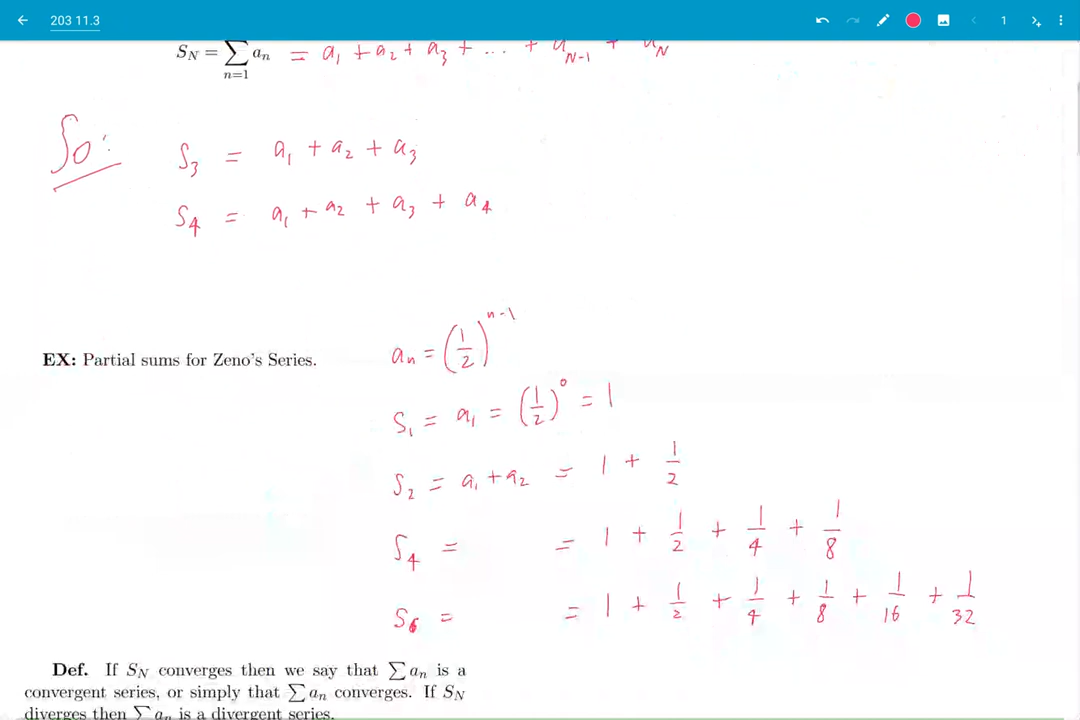 203 11.3
1
S_N = ∑_{n=1} a_n = a_1 + a_2 + a_3 + ... + a_{N-1} + a_N
So:
S_3 = a_1 + a_2 + a_3
S_4 = a_1 + a_2 + a_3 + a_4
EX: Partial sums for Zeno's Series.
a_n = (1/2)^{n-1}
S_1 = a_1 = (1/2)^0 = 1
S_2 = a_1 + a_2 = 1 + 1/2
S_4 = = 1 + 1/2 + 1/4 + 1/8
S_6 = = 1 + 1/2 + 1/4 + 1/8 + 1/16 + 1/32
Def. If S_N converges then we say that ∑ a_n is a
convergent series, or simply that ∑ a_n converges. If S_N
diverges then ∑ a_n is a divergent series.